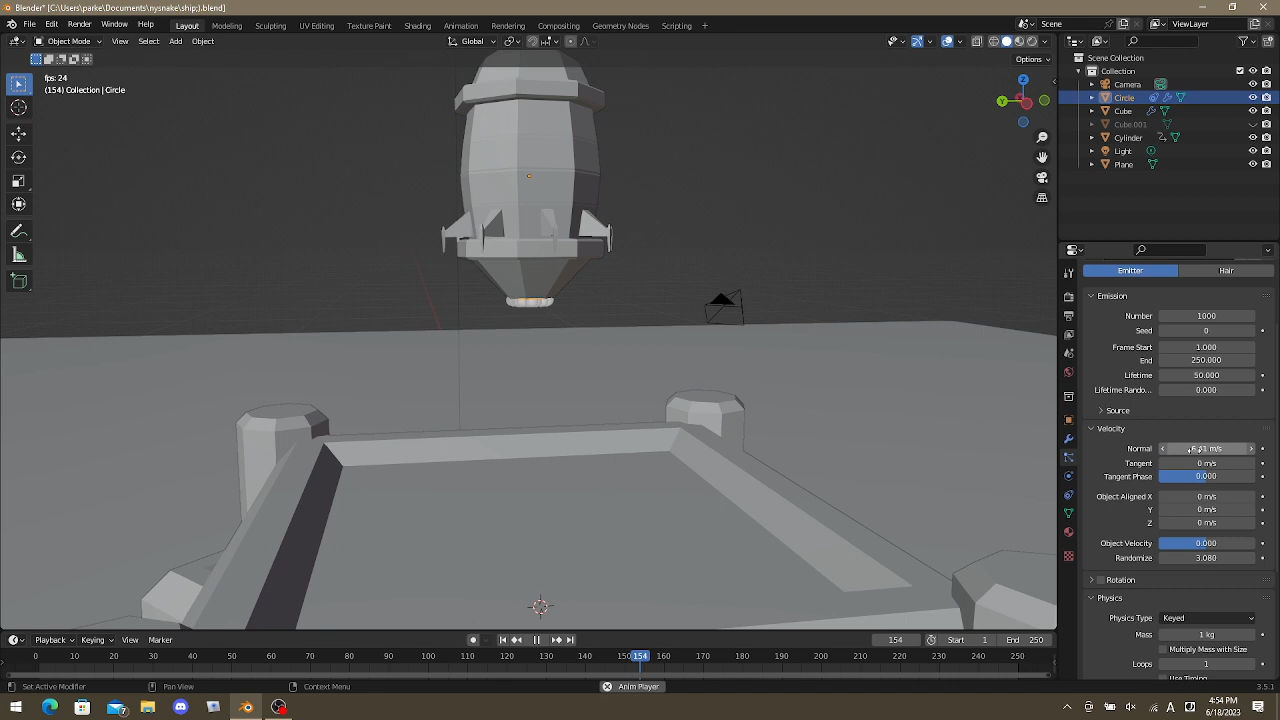 Blender* [C:\Users\parke\Documents\nysnake\ship;).blend]
File Edit Render Window Help Layout Modeling Sculpting UV Editing Texture Paint Shading Animation Rendering Compositing Geometry Nodes Scripting + Scene ViewLayer
Object Mode View Select Add Object Global
Options
fps: 24
(154) Collection | Circle
Z
Y
Scene Collection
Collection
Camera
Circle
Cube
Cube.001
Cylinder
Light
Plane
Emitter Hair
Emission
Number 1000
Seed 0
Frame Start 1.000
End 250.000
Lifetime 50.000
Lifetime Rando... 0.000
Source
Velocity
Normal m/s
Tangent 0 m/s
Tangent Phase 0.000
Object Aligned X 0 m/s
Y 0 m/s
Z 0 m/s
Object Velocity 0.000
Randomize 3.080
Rotation
Physics
Physics Type Keyed
Mass 1 kg
Multiply Mass with Size
Loops 1
Use Timing
Playback Keying View Marker 154 Start 1 End 250
0 10 20 30 40 50 60 70 80 90 100 110 120 130 140 150 154 160 170 180 190 200 210 220 230 240 250
Set Active Modifier Pan View Context Menu Anim Player 3.5.1
7
4:54 PM
6/18/2023